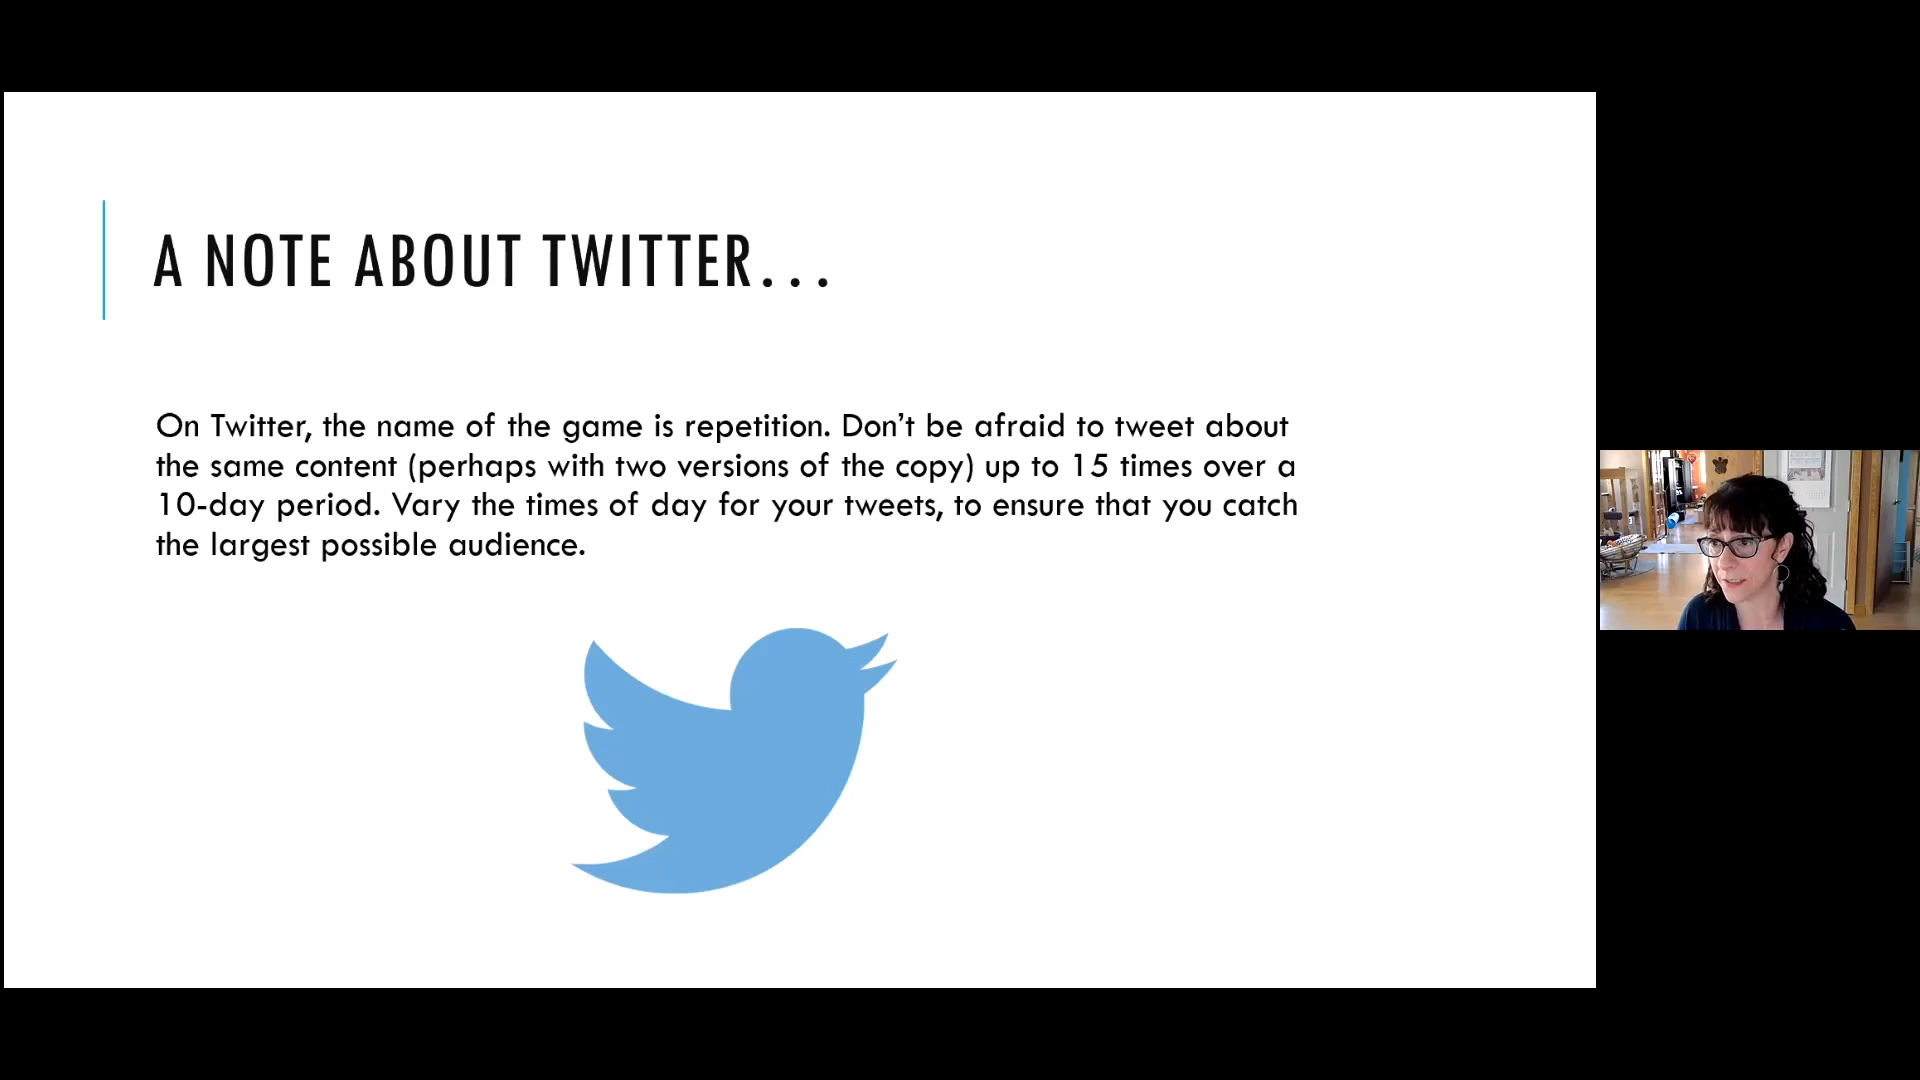 A NOTE ABOUT TWITTER...
On Twitter, the name of the game is repetition. Don’t be afraid to tweet about
the same content (perhaps with two versions of the copy) up to 15 times over a
10-day period. Vary the times of day for your tweets, to ensure that you catch
the largest possible audience.